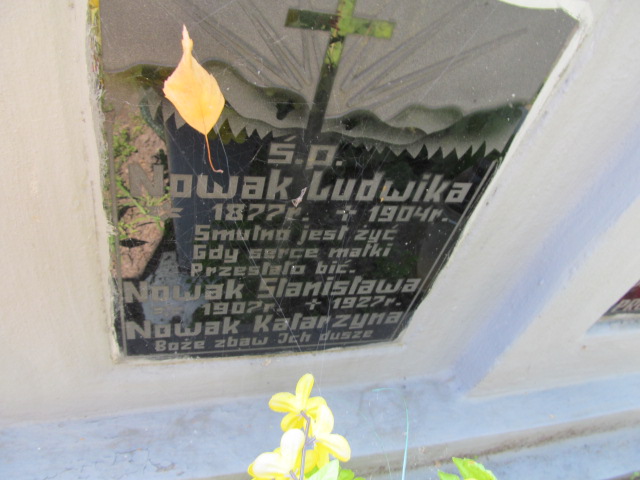 ś.p.
Nowak Ludwika
* 1877r. + 1904r.
Smutno jest żyć
Gdy serce matki
Przestało bić.
Nowak Stanisława
* 1907r. + 1927r.
Nowak Katarzyna
Boże zbaw Ich dusze